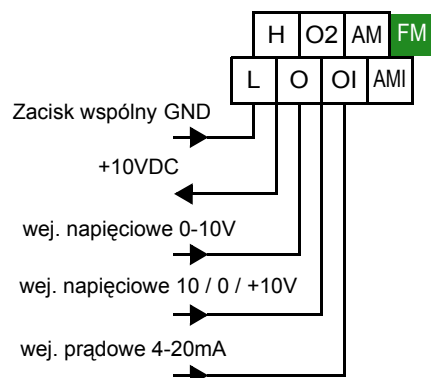 H O2 AM FM
L O OI AMI
Zacisk wspólny GND
+10VDC
wej. napięciowe 0-10V
wej. napięciowe 10 / 0 / +10V
wej. prądowe 4-20mA